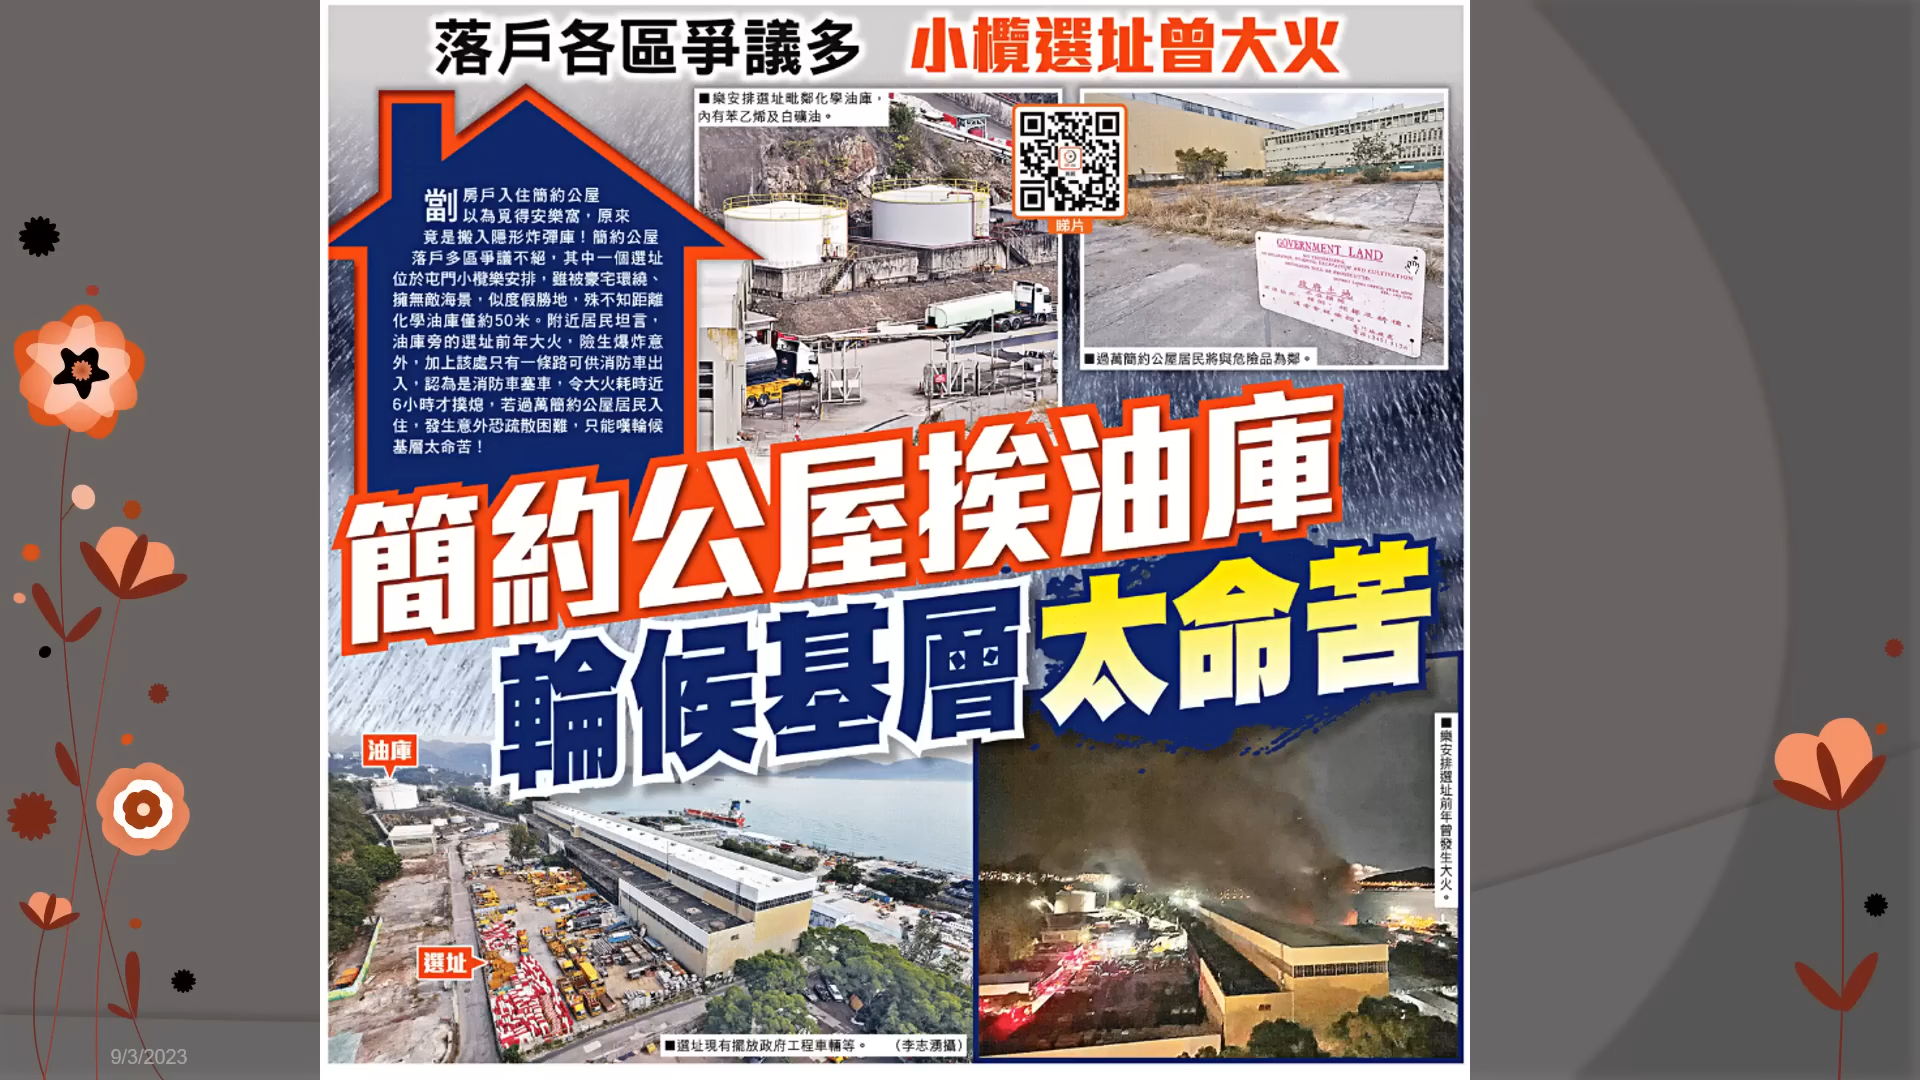 落戶各區爭議多 小欖選址曾大火
■樂安排選址毗鄰化學油庫，
內有苯乙烯及白礦油。
睇片
劏房戶入住簡約公屋
以為覓得安樂窩，原來
竟是搬入隱形炸彈庫！簡約公屋
落戶多區爭議不絕，其中一個選址
位於屯門小欖樂安排，雖被豪宅環繞、
擁無敵海景，似度假勝地，殊不知距離
化學油庫僅約50米。附近居民坦言，
油庫旁的選址前年大火，險生爆炸意
外，加上該處只有一條路可供消防車出
入，認為是消防車塞車，令大火耗時近
6小時才撲熄，若過萬簡約公屋居民入
住，發生意外恐疏散困難，只能嘆輪候
基層太命苦！
GOVERNMENT LAND
政府土地
■過萬簡約公屋居民將與危險品為鄰。
簡約公屋挨油庫
輪候基層太命苦
油庫
選址
■選址現有擺放政府工程車輛等。 （李志湧攝）
■樂安排選址前年曾發生大火。
9/3/2023